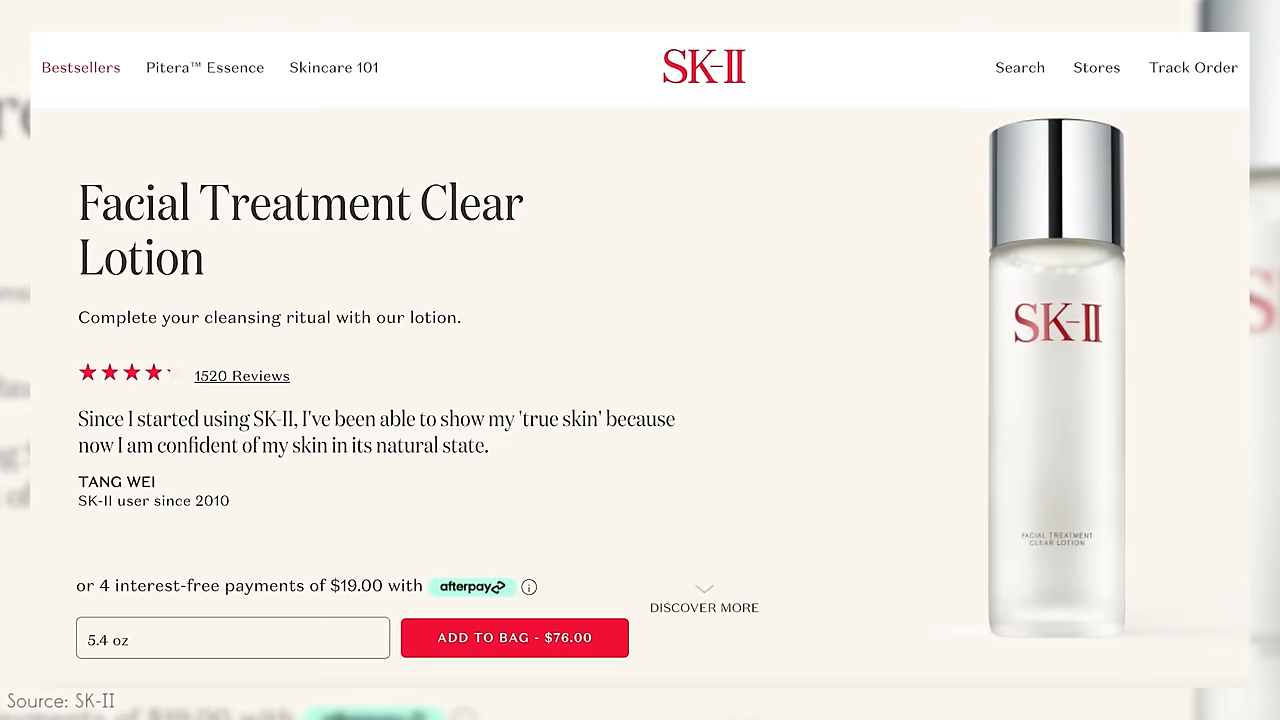 Bestsellers Pitera™ Essence Skincare 101 SK-II Search Stores Track Order
Facial Treatment Clear
Lotion
Complete your cleansing ritual with our lotion.
1520 Reviews
Since I started using SK-II, I've been able to show my 'true skin' because
now I am confident of my skin in its natural state.
TANG WEI
SK-II user since 2010
or 4 interest-free payments of $19.00 with afterpay
DISCOVER MORE
5.4 oz
ADD TO BAG - $76.00
SK-II
FACIAL TREATMENT
CLEAR LOTION
Source: SK-II